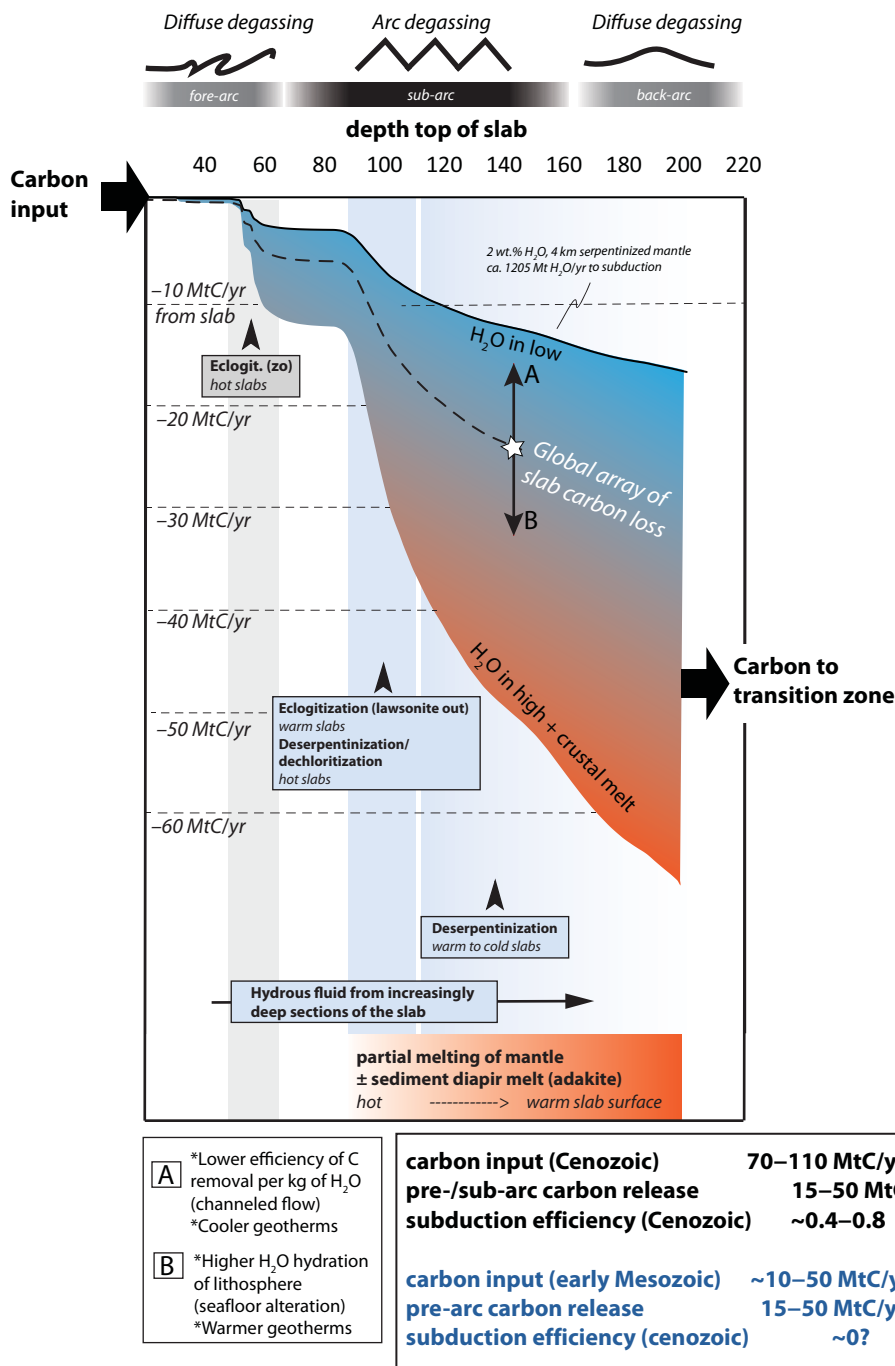 Diffuse degassing
Arc degassing
Diffuse degassing
fore-arc
sub-arc
back-arc
depth top of slab
40 60 80 100 120 140 160 180 200 220
Carbon
input
2 wt.% H₂O, 4 km serpentinized mantle
ca. 1205 Mt H₂O/yr to subduction
–10 MtC/yr
from slab
H₂O in low
Eclogit. (zo)
hot slabs
A
–20 MtC/yr
Global array of
slab carbon loss
B
–30 MtC/yr
–40 MtC/yr
H₂O in high + crustal melt
Carbon to
transition zone
Eclogitization (lawsonite out)
warm slabs
Deserpentinization/
dechloritization
hot slabs
–50 MtC/yr
–60 MtC/yr
Deserpentinization
warm to cold slabs
Hydrous fluid from increasingly
deep sections of the slab
partial melting of mantle
± sediment diapir melt (adakite)
hot ------------> warm slab surface
A
*Lower efficiency of C
removal per kg of H₂O
(channeled flow)
*Cooler geotherms
B
*Higher H₂O hydration
of lithosphere
(seafloor alteration)
*Warmer geotherms
carbon input (Cenozoic) 70–110 MtC/y
pre-/sub-arc carbon release 15–50 MtC
subduction efficiency (Cenozoic) ~0.4–0.8
carbon input (early Mesozoic) ~10–50 MtC/y
pre-arc carbon release 15–50 MtC/y
subduction efficiency (cenozoic) ~0?